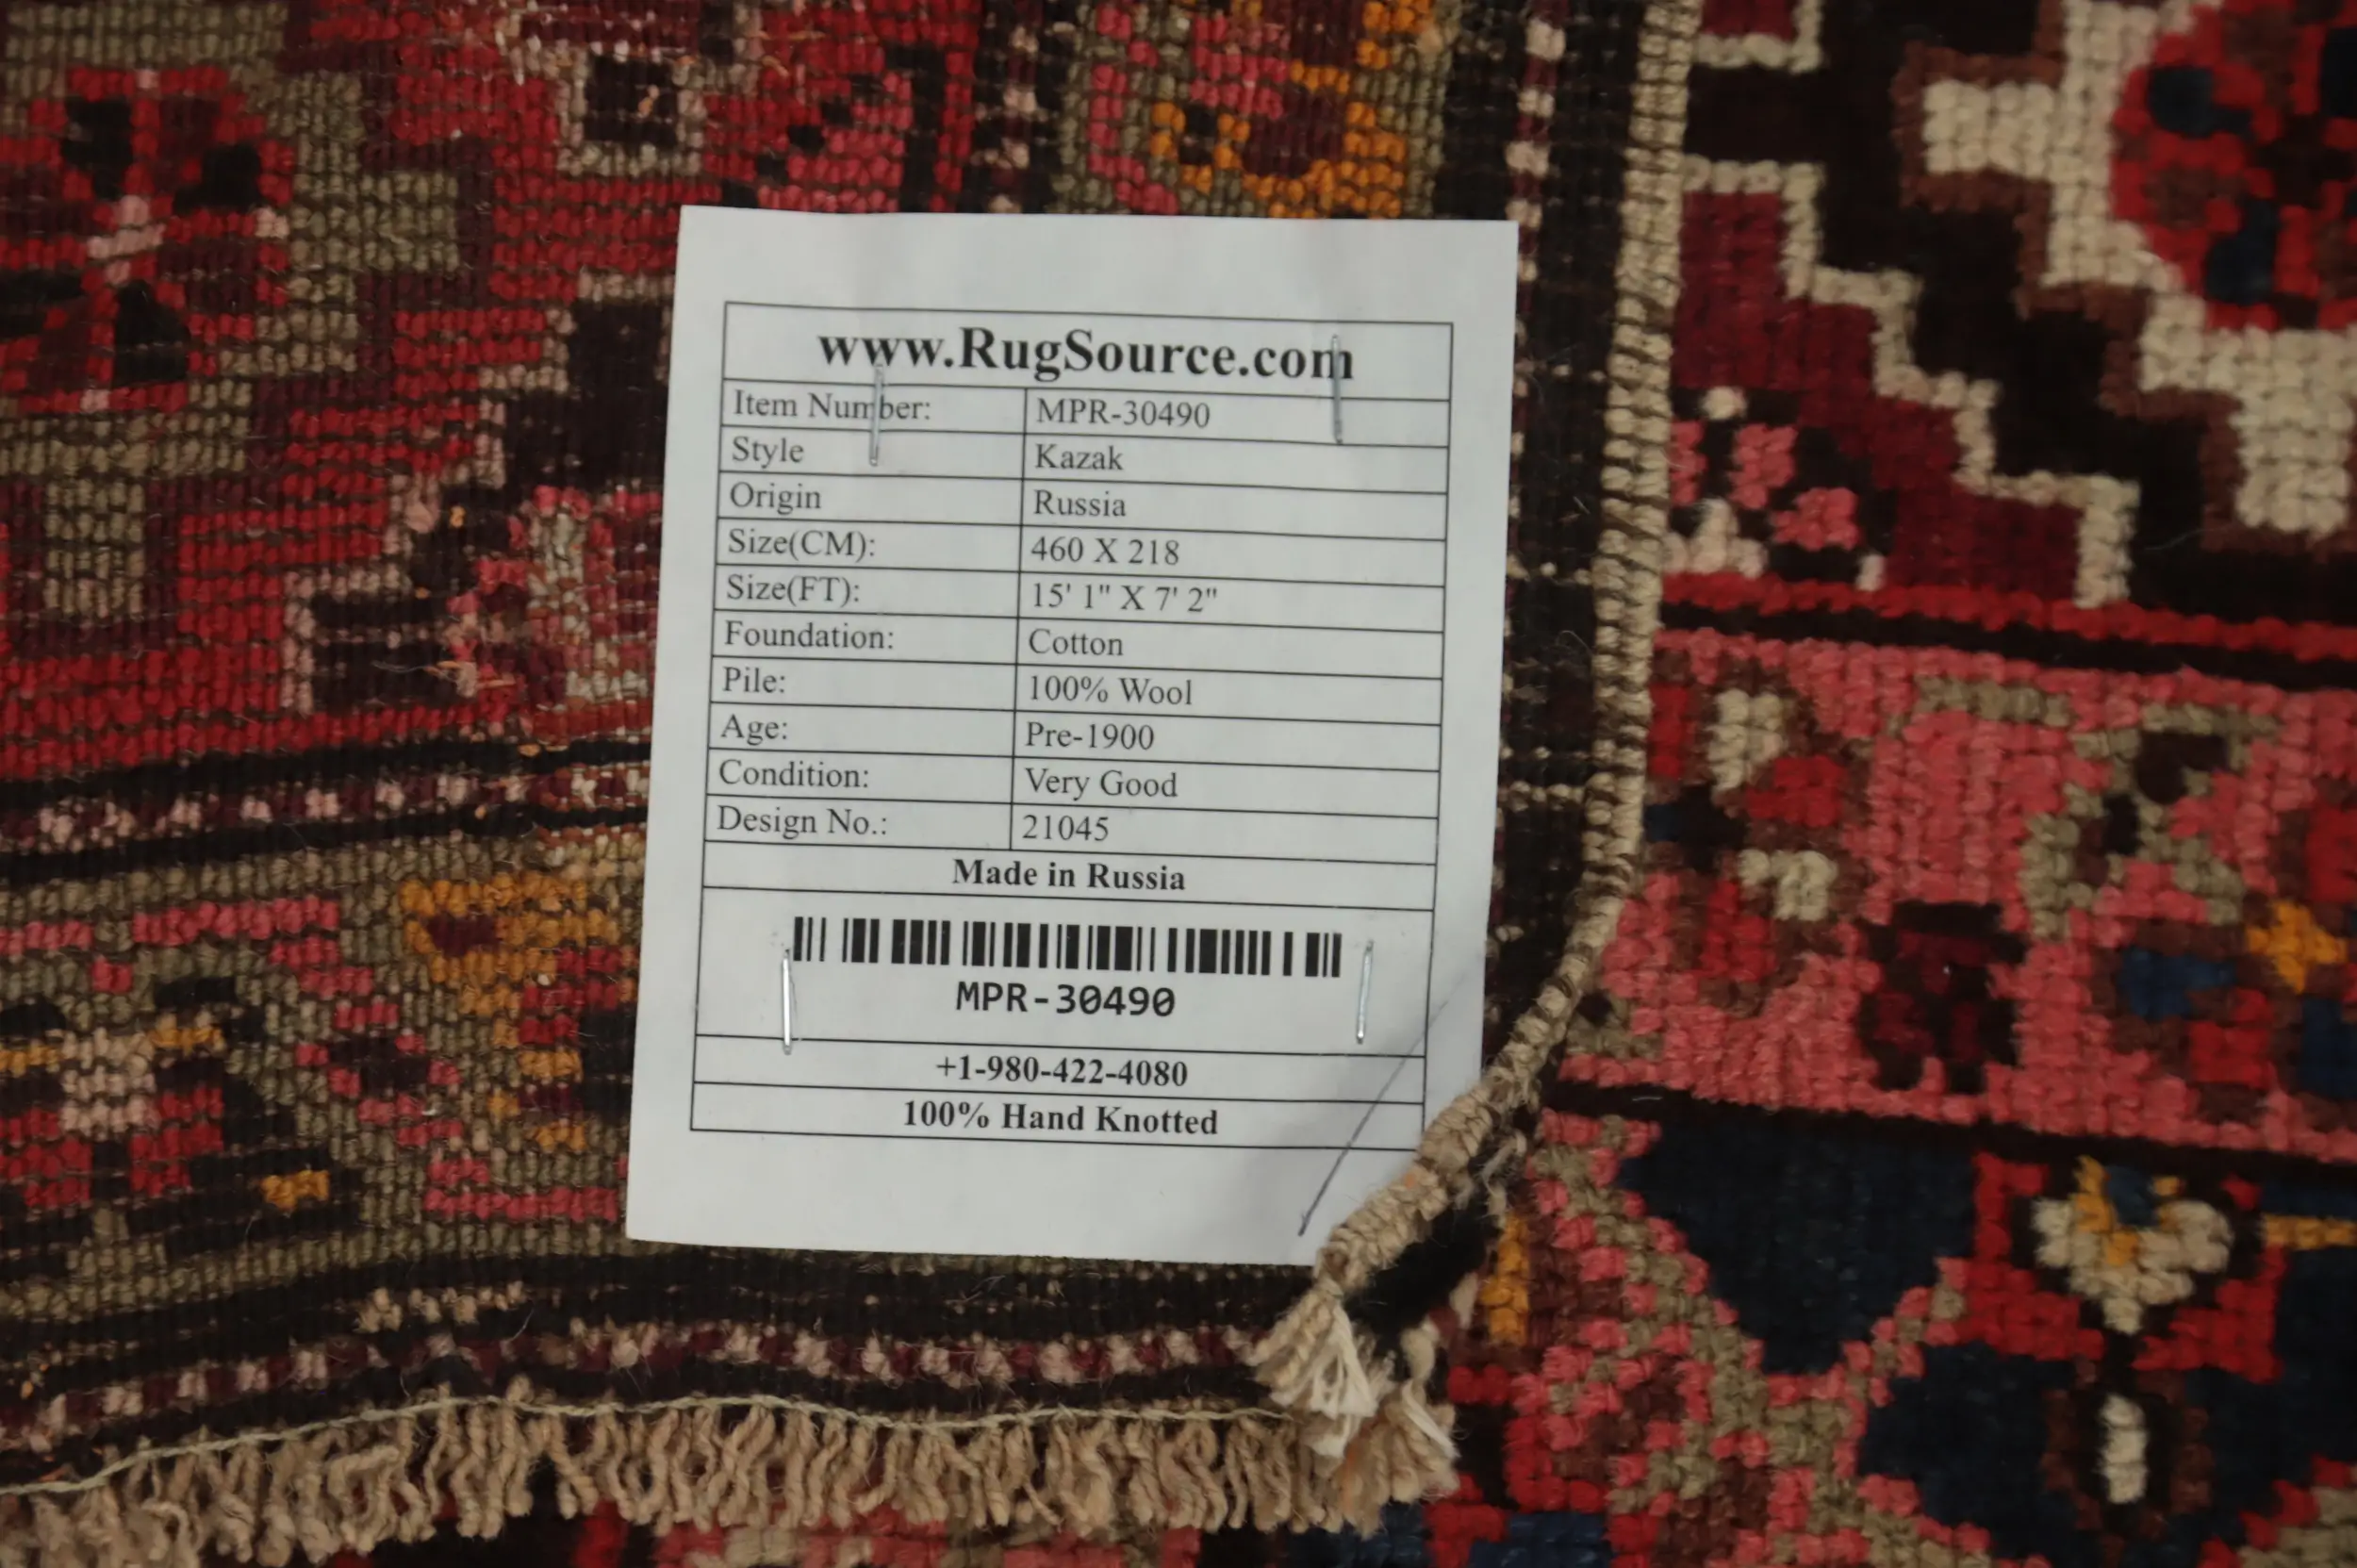 www.RugSource.com
Item Number: MPR-30490
Style Kazak
Origin Russia
Size(CM): 460 X 218
Size(FT): 15' 1" X 7' 2"
Foundation: Cotton
Pile: 100% Wool
Age: Pre-1900
Condition: Very Good
Design No.: 21045
Made in Russia
MPR-30490
+1-980-422-4080
100% Hand Knotted